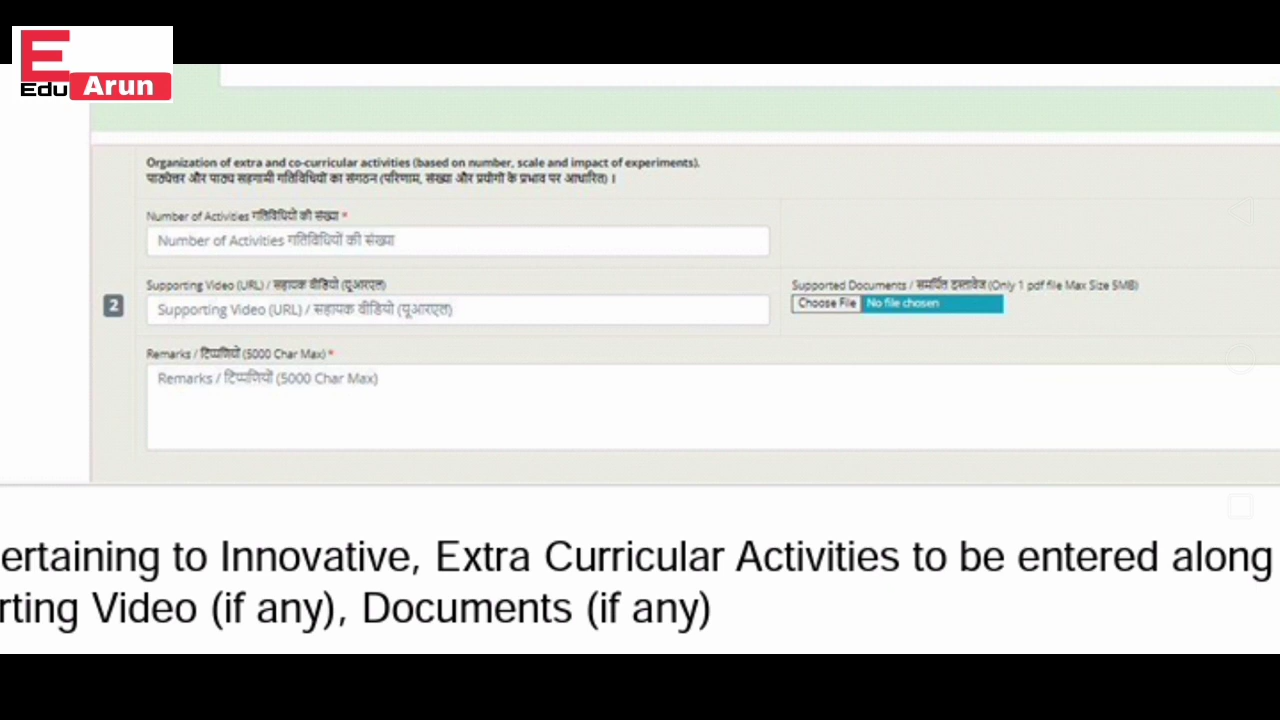 E
Edu Arun
Organization of extra and co-curricular activities (based on number, scale and impact of experiments).
पाठ्येत्तर और पाठ्य सहगामी गतिविधियों का संगठन (परिणाम, संख्या और प्रयोगों के प्रभाव पर आधारित) ।
Number of Activities गतिविधियों की संख्या *
Number of Activities गतिविधियों की संख्या
Supporting Video (URL) / सहायक वीडियो (यूआरएल)
Supported Documents / समर्पित दस्तावेज (Only 1 pdf file Max Size 5MB)
2
Supporting Video (URL) / सहायक वीडियो (यूआरएल)
Choose File No file chosen
Remarks / टिप्पणियों (5000 Char Max) *
Remarks / टिप्पणियों (5000 Char Max)
ertaining to Innovative, Extra Curricular Activities to be entered along
rting Video (if any), Documents (if any)